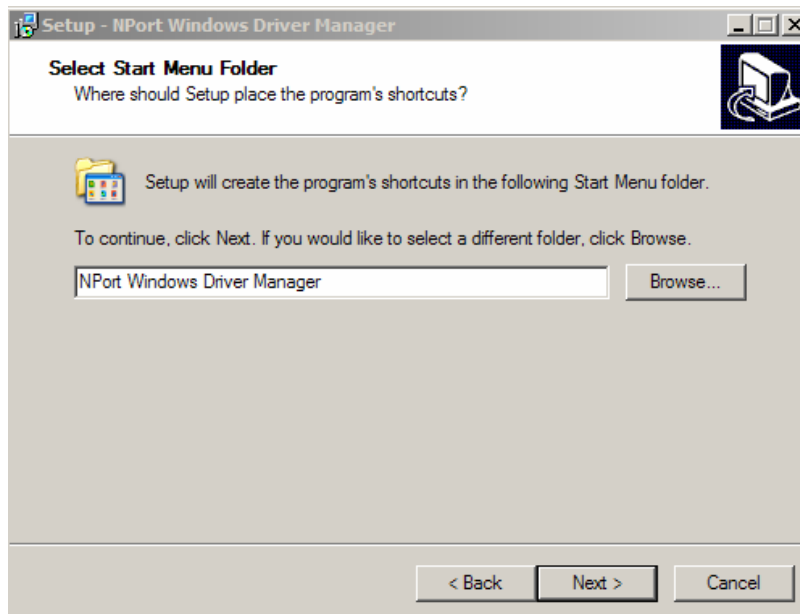 Setup - NPort Windows Driver Manager
Select Start Menu Folder
Where should Setup place the program's shortcuts?
Setup will create the program's shortcuts in the following Start Menu folder.
To continue, click Next. If you would like to select a different folder, click Browse.
NPort Windows Driver Manager
Browse...
< Back
Next >
Cancel